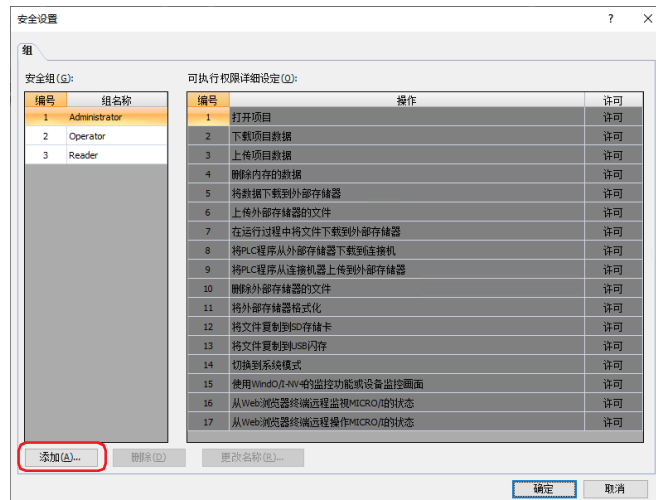 安全设置
?
×
组
安全组(G):
可执行权限详细设定(O):
编号 组名称
1 Administrator
2 Operator
3 Reader
编号 操作 许可
1 打开项目 许可
2 下载项目数据 许可
3 上传项目数据 许可
4 删除内存的数据 许可
5 将数据下载到外部存储器 许可
6 上传外部存储器的文件 许可
7 在运行过程中将文件下载到外部存储器 许可
8 将PLC程序从外部存储器下载到连接机 许可
9 将PLC程序从连接机器上传到外部存储器 许可
10 删除外部存储器的文件 许可
11 将外部存储器格式化 许可
12 将文件复制到SD存储卡 许可
13 将文件复制到USB闪存 许可
14 切换到系统模式 许可
15 使用WindO/I-NV4的监控功能或设备监控画面 许可
16 从Web浏览器终端远程监视MICRO/I的状态 许可
17 从Web浏览器终端远程操作MICRO/I的状态 许可
添加(A)... 删除(D) 更改名称(R)...
确定 取消